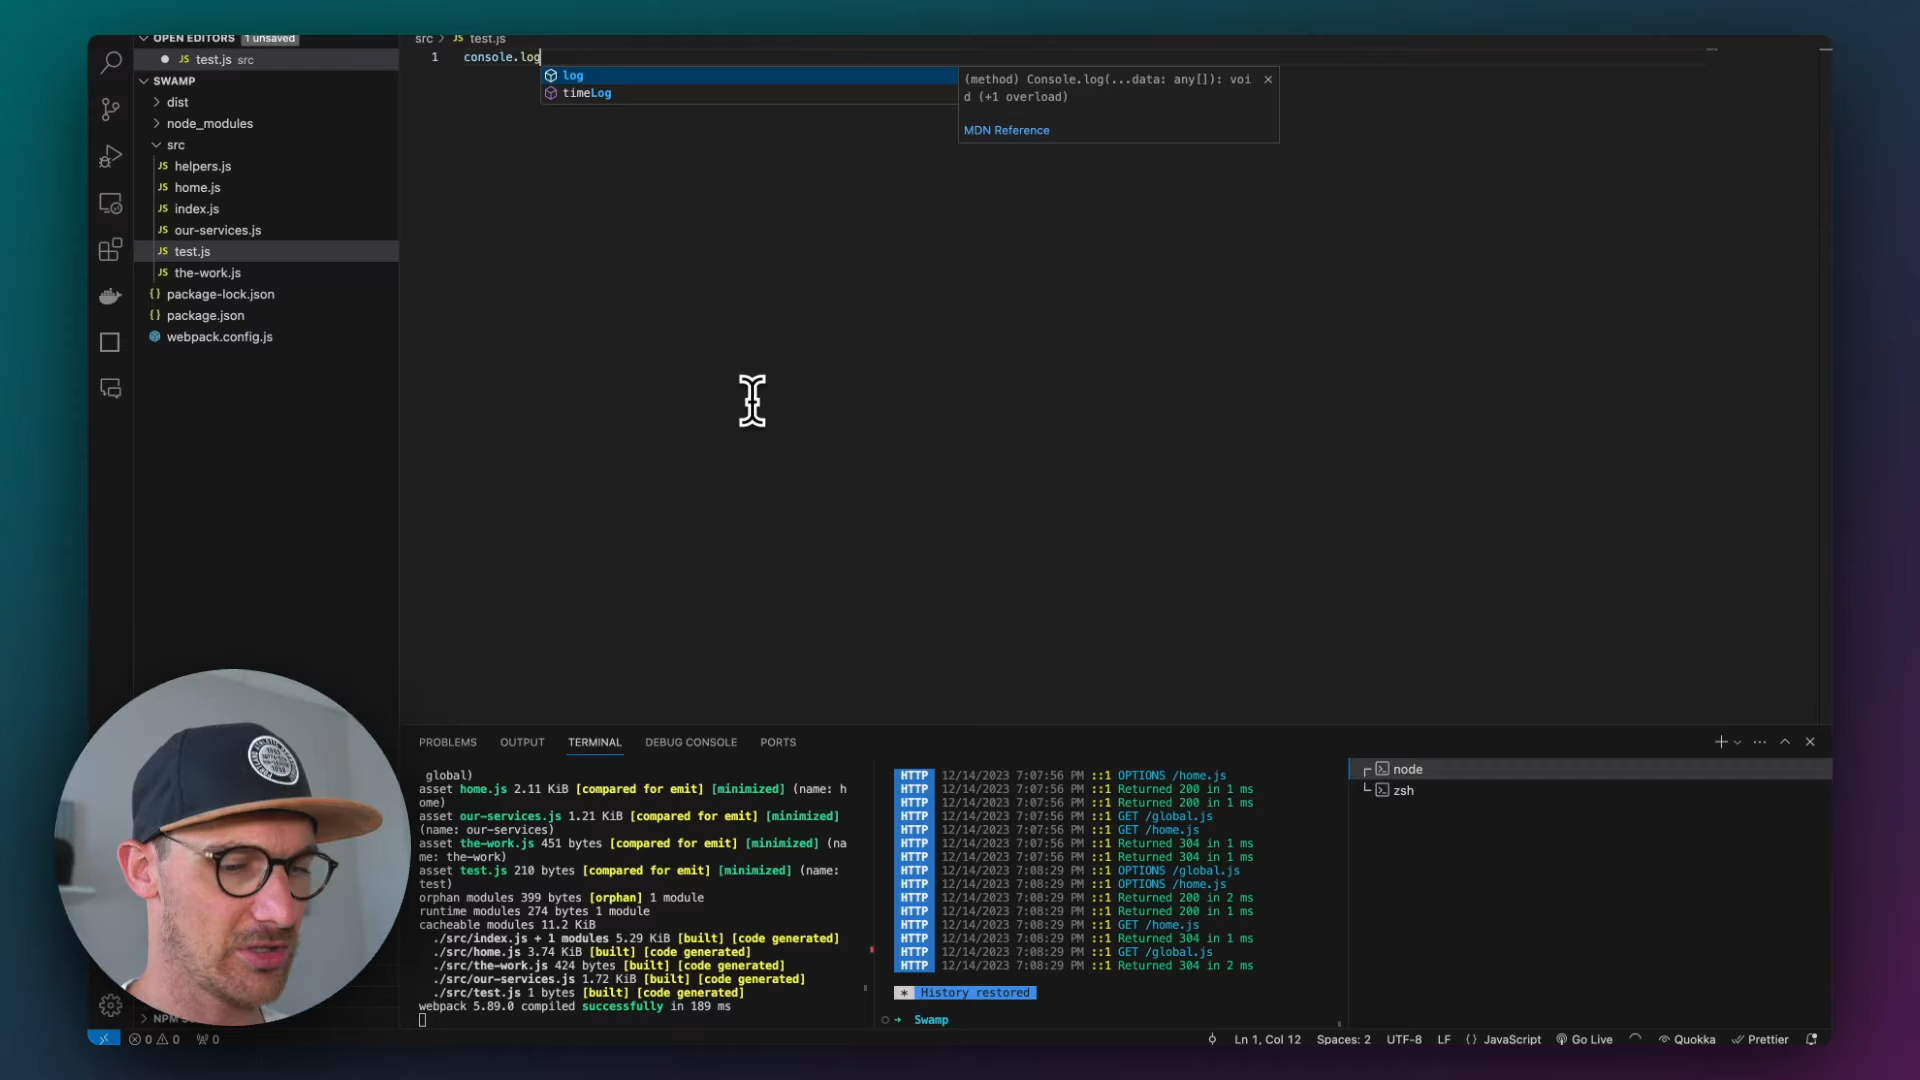 OPEN EDITORS 1 unsaved
JS test.js src
SWAMP
dist
node_modules
src
JS helpers.js
JS home.js
JS index.js
JS our-services.js
JS test.js
JS the-work.js
{} package-lock.json
{} package.json
webpack.config.js
src > JS test.js
1 console.log
log
timeLog
(method) Console.log(...data: any[]): voi
d (+1 overload)
MDN Reference
PROBLEMS OUTPUT TERMINAL DEBUG CONSOLE PORTS
global)
asset home.js 2.11 KiB [compared for emit] [minimized] (name: h
ome)
asset our-services.js 1.21 KiB [compared for emit] [minimized]
(name: our-services)
asset the-work.js 451 bytes [compared for emit] [minimized] (na
me: the-work)
asset test.js 210 bytes [compared for emit] [minimized] (name:
test)
orphan modules 399 bytes [orphan] 1 module
runtime modules 274 bytes 1 module
cacheable modules 11.2 KiB
./src/index.js + 1 modules 5.29 KiB [built] [code generated]
./src/home.js 3.74 KiB [built] [code generated]
./src/the-work.js 424 bytes [built] [code generated]
./src/our-services.js 1.72 KiB [built] [code generated]
./src/test.js 1 bytes [built] [code generated]
webpack 5.89.0 compiled successfully in 189 ms
HTTP 12/14/2023 7:07:56 PM ::1 OPTIONS /home.js
HTTP 12/14/2023 7:07:56 PM ::1 Returned 200 in 1 ms
HTTP 12/14/2023 7:07:56 PM ::1 Returned 200 in 1 ms
HTTP 12/14/2023 7:07:56 PM ::1 GET /global.js
HTTP 12/14/2023 7:07:56 PM ::1 GET /home.js
HTTP 12/14/2023 7:07:56 PM ::1 Returned 304 in 1 ms
HTTP 12/14/2023 7:07:56 PM ::1 Returned 304 in 1 ms
HTTP 12/14/2023 7:08:29 PM ::1 OPTIONS /global.js
HTTP 12/14/2023 7:08:29 PM ::1 OPTIONS /home.js
HTTP 12/14/2023 7:08:29 PM ::1 Returned 200 in 2 ms
HTTP 12/14/2023 7:08:29 PM ::1 Returned 200 in 1 ms
HTTP 12/14/2023 7:08:29 PM ::1 GET /home.js
HTTP 12/14/2023 7:08:29 PM ::1 Returned 304 in 1 ms
HTTP 12/14/2023 7:08:29 PM ::1 GET /global.js
HTTP 12/14/2023 7:08:29 PM ::1 Returned 304 in 2 ms
* History restored
Swamp
node
zsh
NPM
0 0 0
Ln 1, Col 12 Spaces: 2 UTF-8 LF {} JavaScript Go Live Quokka Prettier